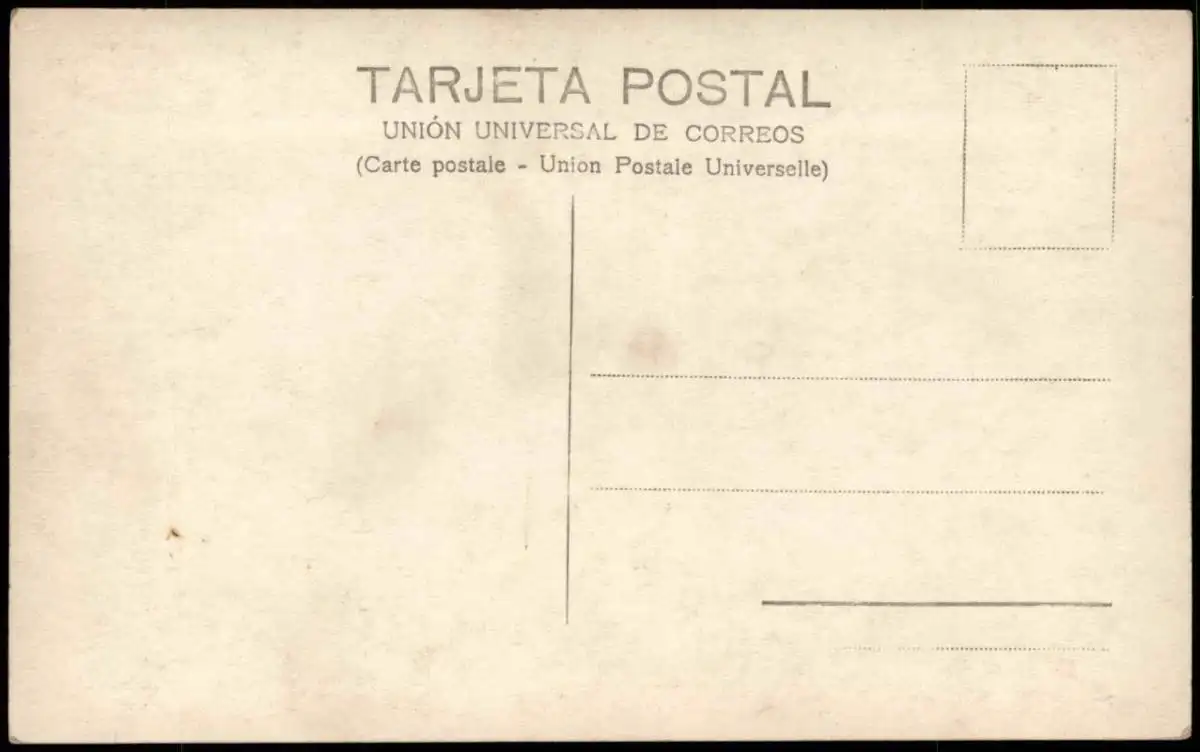 TARJETA POSTAL
UNIÓN UNIVERSAL DE CORREOS
(Carte postale - Union Postale Universelle)